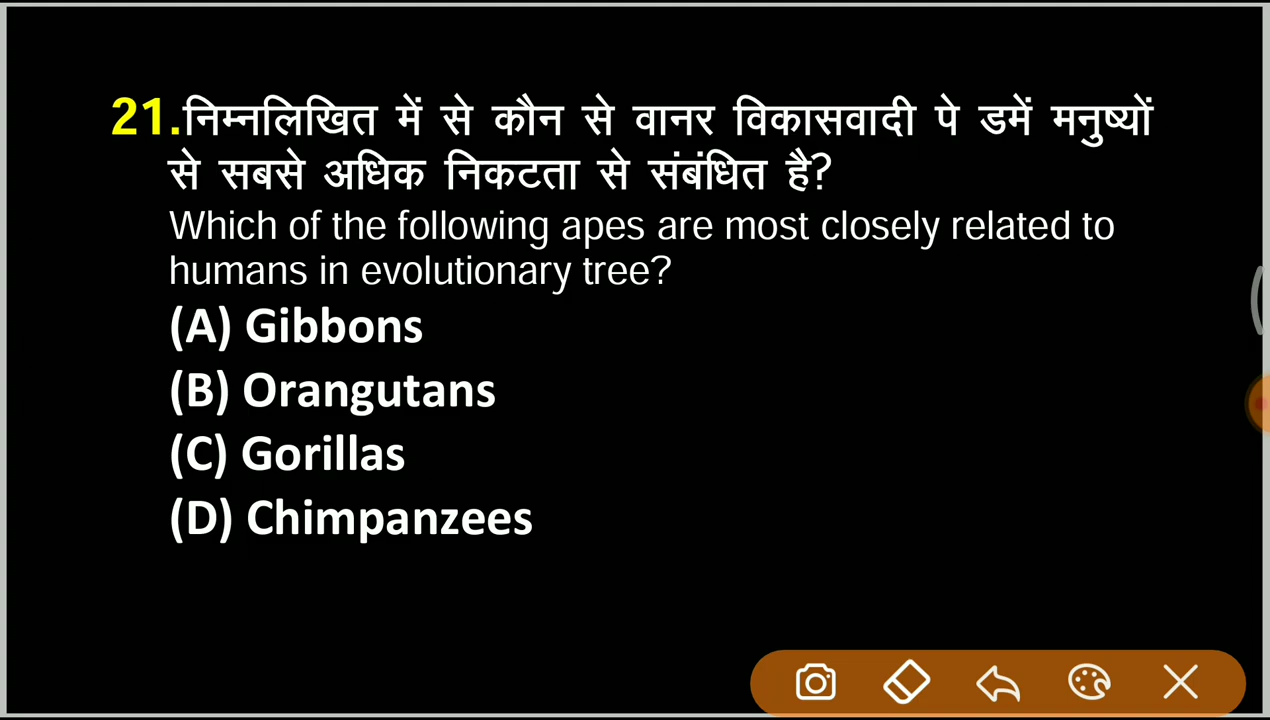 21.निम्नलिखित में से कौन से वानर विकासवादी पे डमें मनुष्यों
से सबसे अधिक निकटता से संबंधित है?
Which of the following apes are most closely related to
humans in evolutionary tree?
(A) Gibbons
(B) Orangutans
(C) Gorillas
(D) Chimpanzees